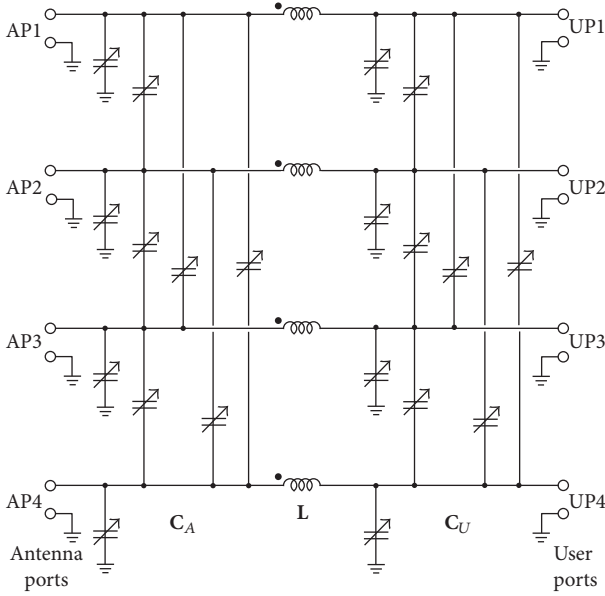 AP1
UP1
AP2
UP2
AP3
UP3
AP4
UP4
C_A
L
C_U
Antenna
ports
User
ports